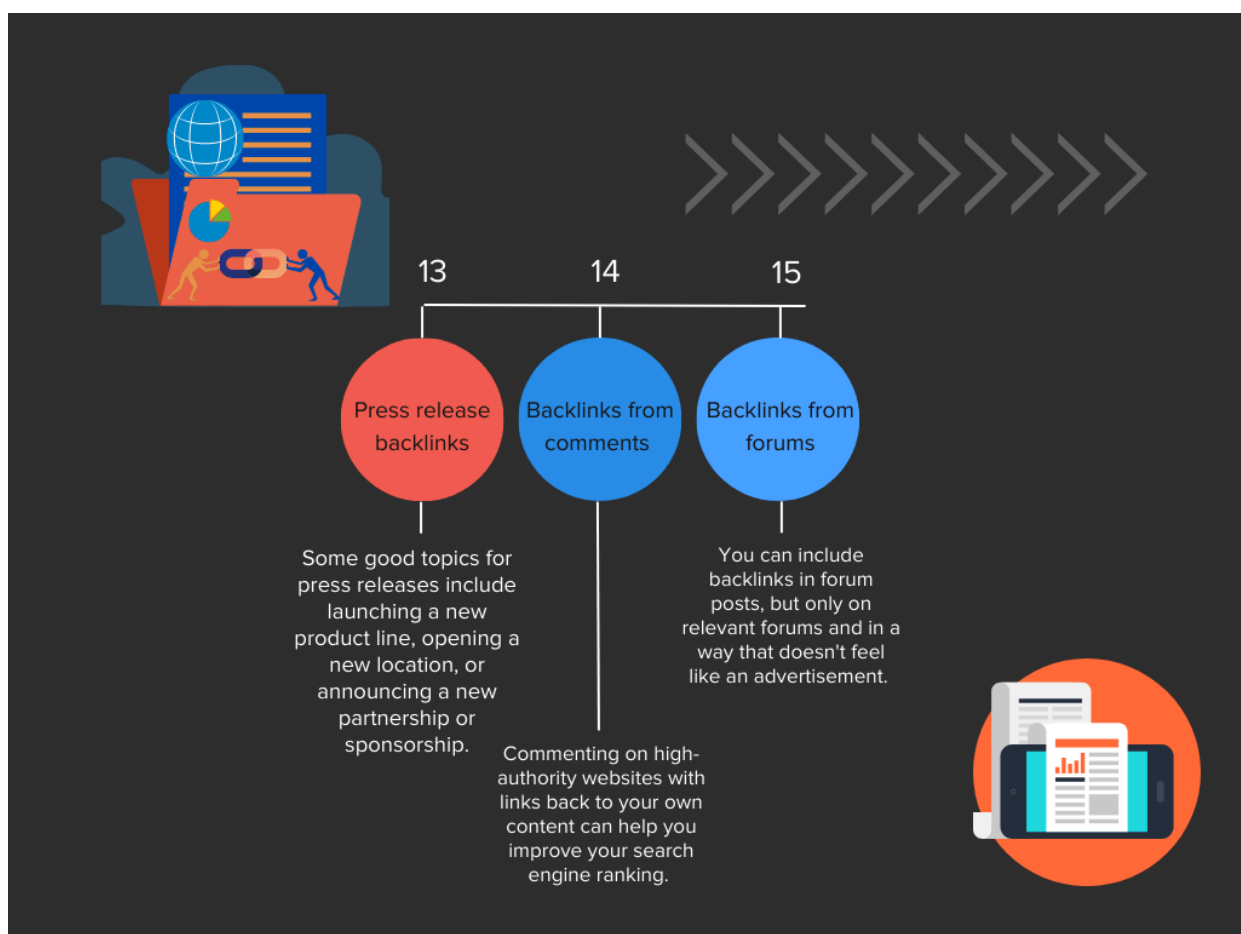 13
14
15
Press release
backlinks
Backlinks from
comments
Backlinks from
forums
Some good topics for
press releases include
launching a new
product line, opening a
new location, or
announcing a new
partnership or
sponsorship.
Commenting on high-
authority websites with
links back to your own
content can help you
improve your search
engine ranking.
You can include
backlinks in forum
posts, but only on
relevant forums and in a
way that doesn't feel
like an advertisement.